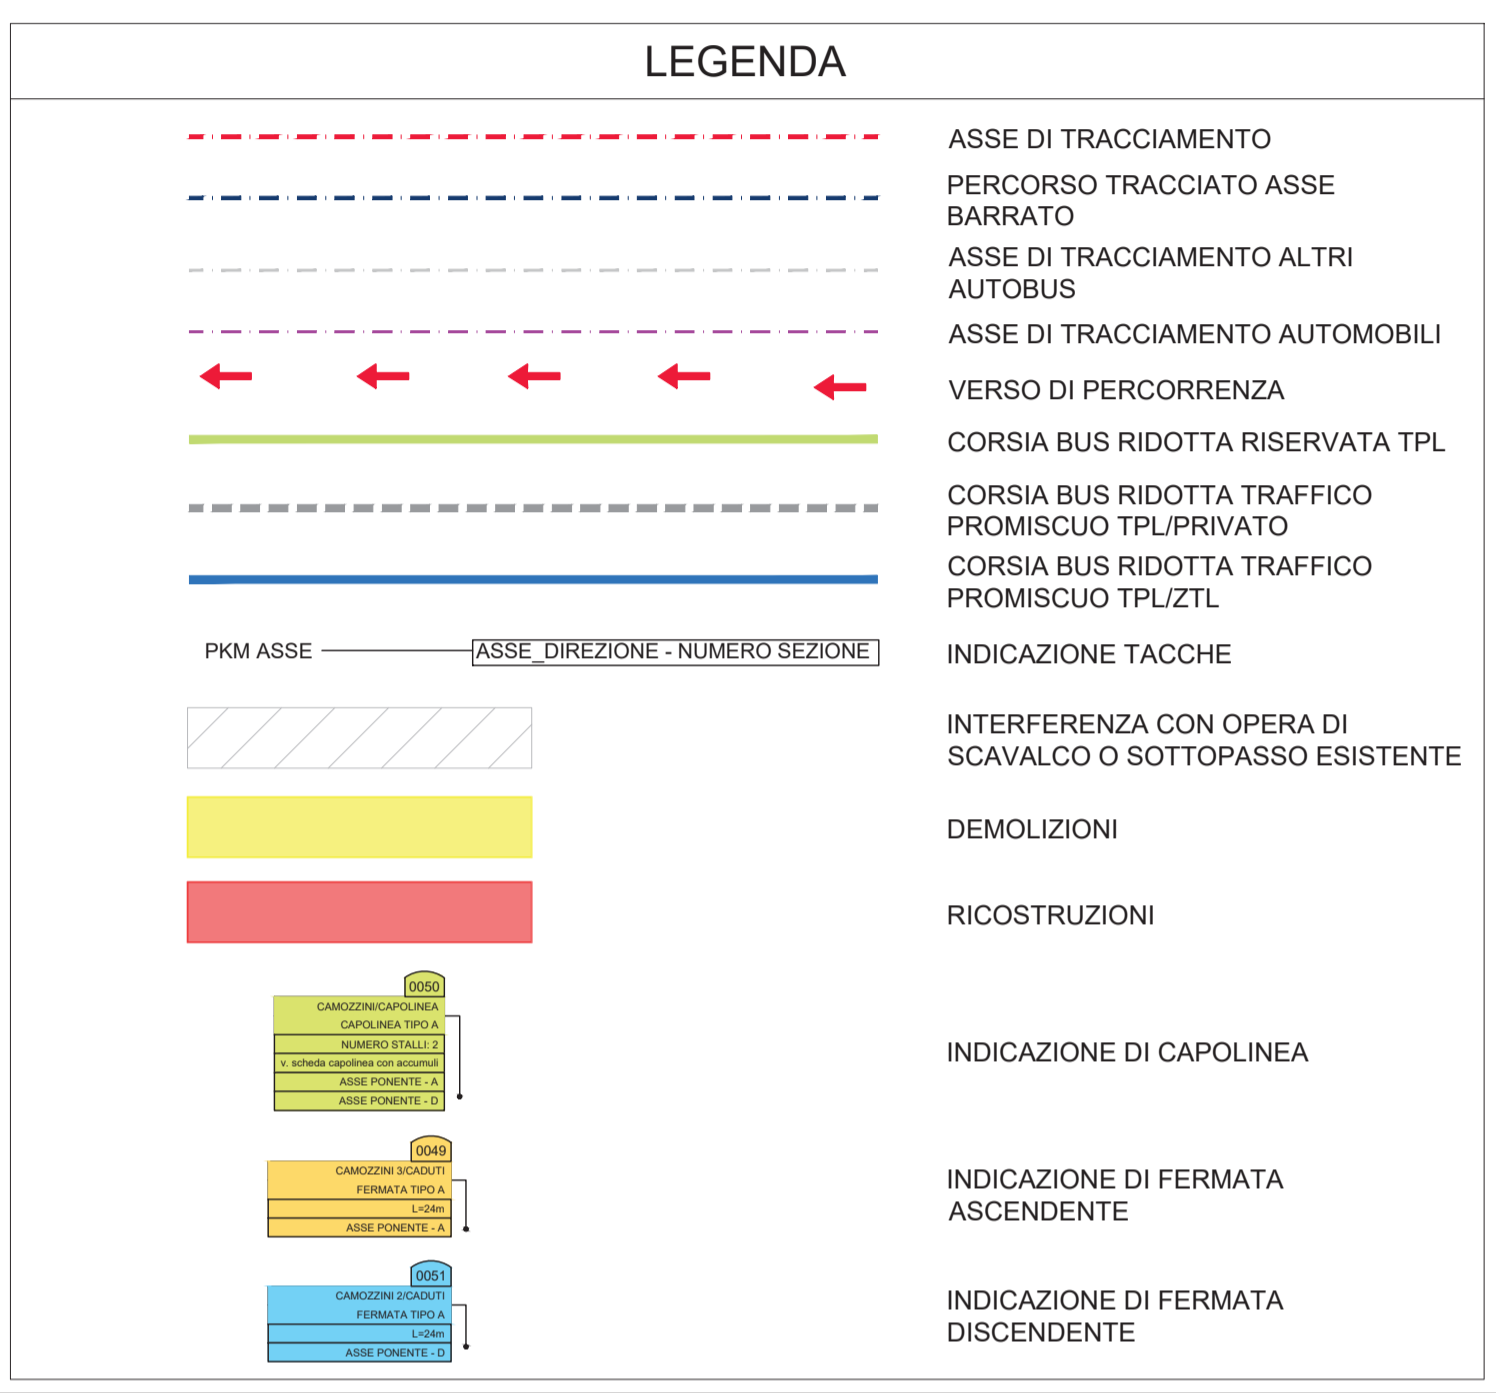 LEGENDA
ASSE DI TRACCIAMENTO
PERCORSO TRACCIATO ASSE
BARRATO
ASSE DI TRACCIAMENTO ALTRI
AUTOBUS
ASSE DI TRACCIAMENTO AUTOMOBILI
VERSO DI PERCORRENZA
CORSIA BUS RIDOTTA RISERVATA TPL
CORSIA BUS RIDOTTA TRAFFICO
PROMISCUO TPL/PRIVATO
CORSIA BUS RIDOTTA TRAFFICO
PROMISCUO TPL/ZTL
PKM ASSE
ASSE_DIREZIONE - NUMERO SEZIONE
INDICAZIONE TACCHE
INTERFERENZA CON OPERA DI
SCAVALCO O SOTTOPASSO ESISTENTE
DEMOLIZIONI
RICOSTRUZIONI
0050
CAMOZZINI/CAPOLINEA
CAPOLINEA TIPO A
NUMERO STALLI: 2
v. scheda capolinea con accumuli
ASSE PONENTE - A
ASSE PONENTE - D
INDICAZIONE DI CAPOLINEA
0049
CAMOZZINI 3/CADUTI
FERMATA TIPO A
L=24m
ASSE PONENTE - A
INDICAZIONE DI FERMATA
ASCENDENTE
0051
CAMOZZINI 2/CADUTI
FERMATA TIPO A
L=24m
ASSE PONENTE - D
INDICAZIONE DI FERMATA
DISCENDENTE